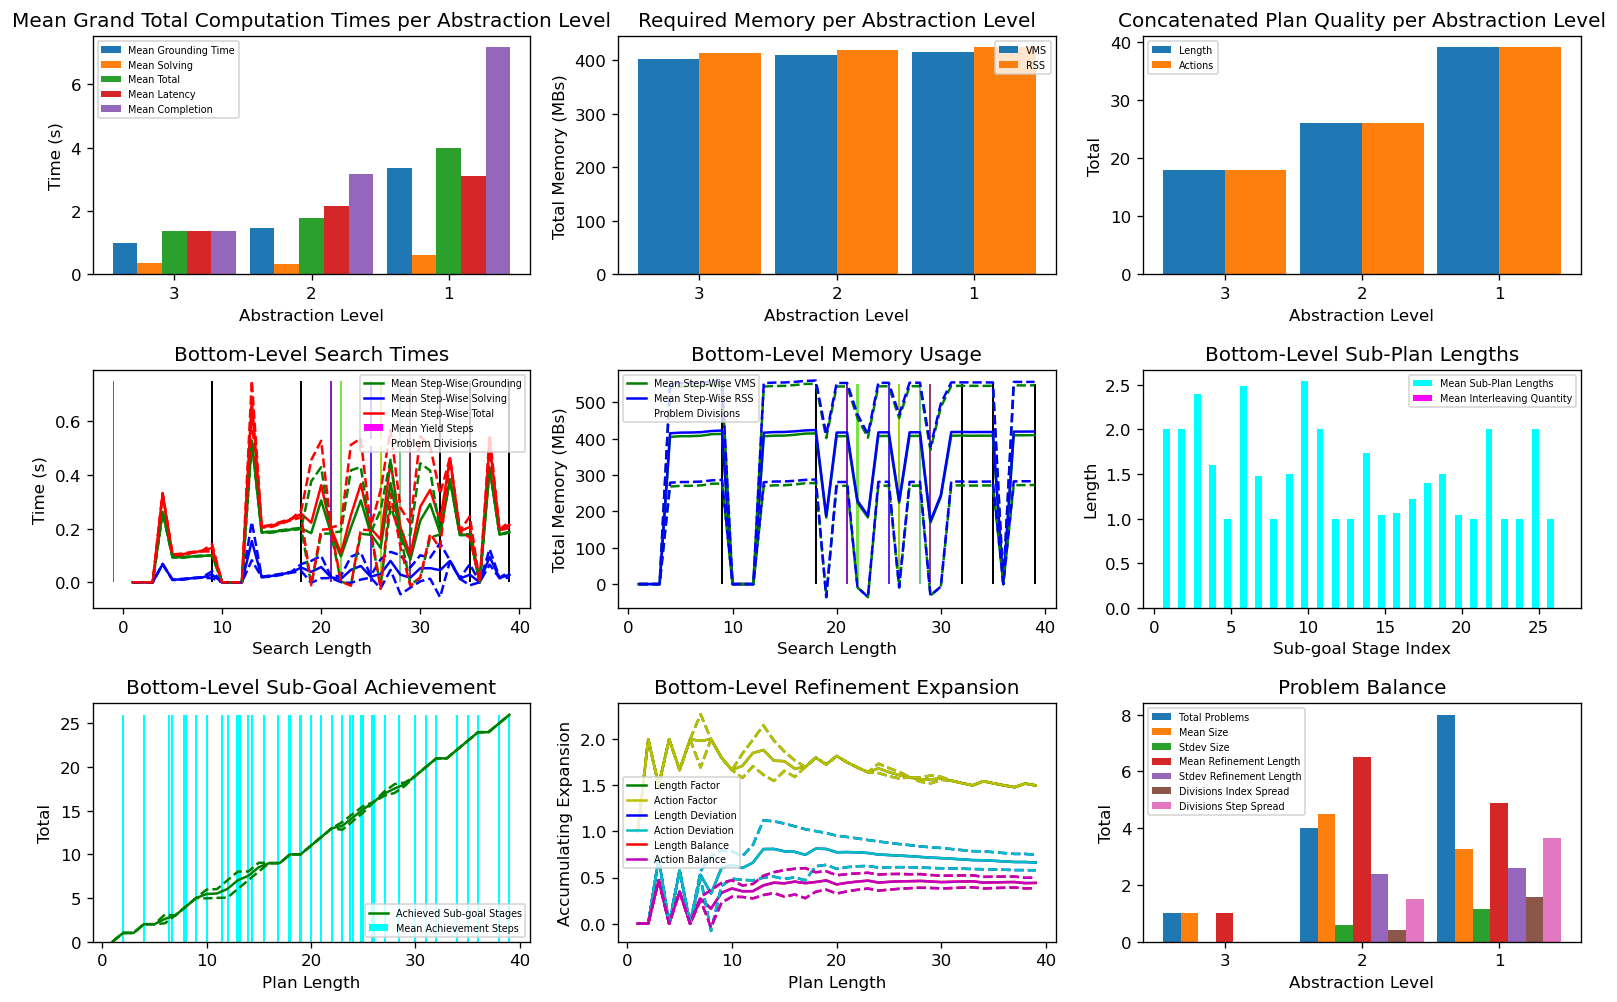 Mean Grand Total Computation Times per Abstraction Level
Time (s)
6
4
2
0
Mean Grounding Time
Mean Solving
Mean Total
Mean Latency
Mean Completion
3 2 1
Abstraction Level
Required Memory per Abstraction Level
Total Memory (MBs)
400
300
200
100
0
VMS
RSS
3 2 1
Abstraction Level
Concatenated Plan Quality per Abstraction Level
Total
40
30
20
10
0
Length
Actions
3 2 1
Abstraction Level
Bottom-Level Search Times
Time (s)
0.6
0.4
0.2
0.0
Mean Step-Wise Grounding
Mean Step-Wise Solving
Mean Step-Wise Total
Mean Yield Steps
Problem Divisions
0 10 20 30 40
Search Length
Bottom-Level Memory Usage
Total Memory (MBs)
500
400
300
200
100
0
Mean Step-Wise VMS
Mean Step-Wise RSS
Problem Divisions
0 10 20 30 40
Search Length
Bottom-Level Sub-Plan Lengths
Length
2.5
2.0
1.5
1.0
0.5
0.0
Mean Sub-Plan Lengths
Mean Interleaving Quantity
0 5 10 15 20 25
Sub-goal Stage Index
Bottom-Level Sub-Goal Achievement
Total
25
20
15
10
5
0
Achieved Sub-goal Stages
Mean Achievement Steps
0 10 20 30 40
Plan Length
Bottom-Level Refinement Expansion
Accumulating Expansion
2.0
1.5
1.0
0.5
0.0
Length Factor
Action Factor
Length Deviation
Action Deviation
Length Balance
Action Balance
0 10 20 30 40
Plan Length
Problem Balance
Total
8
6
4
2
0
Total Problems
Mean Size
Stdev Size
Mean Refinement Length
Stdev Refinement Length
Divisions Index Spread
Divisions Step Spread
3 2 1
Abstraction Level